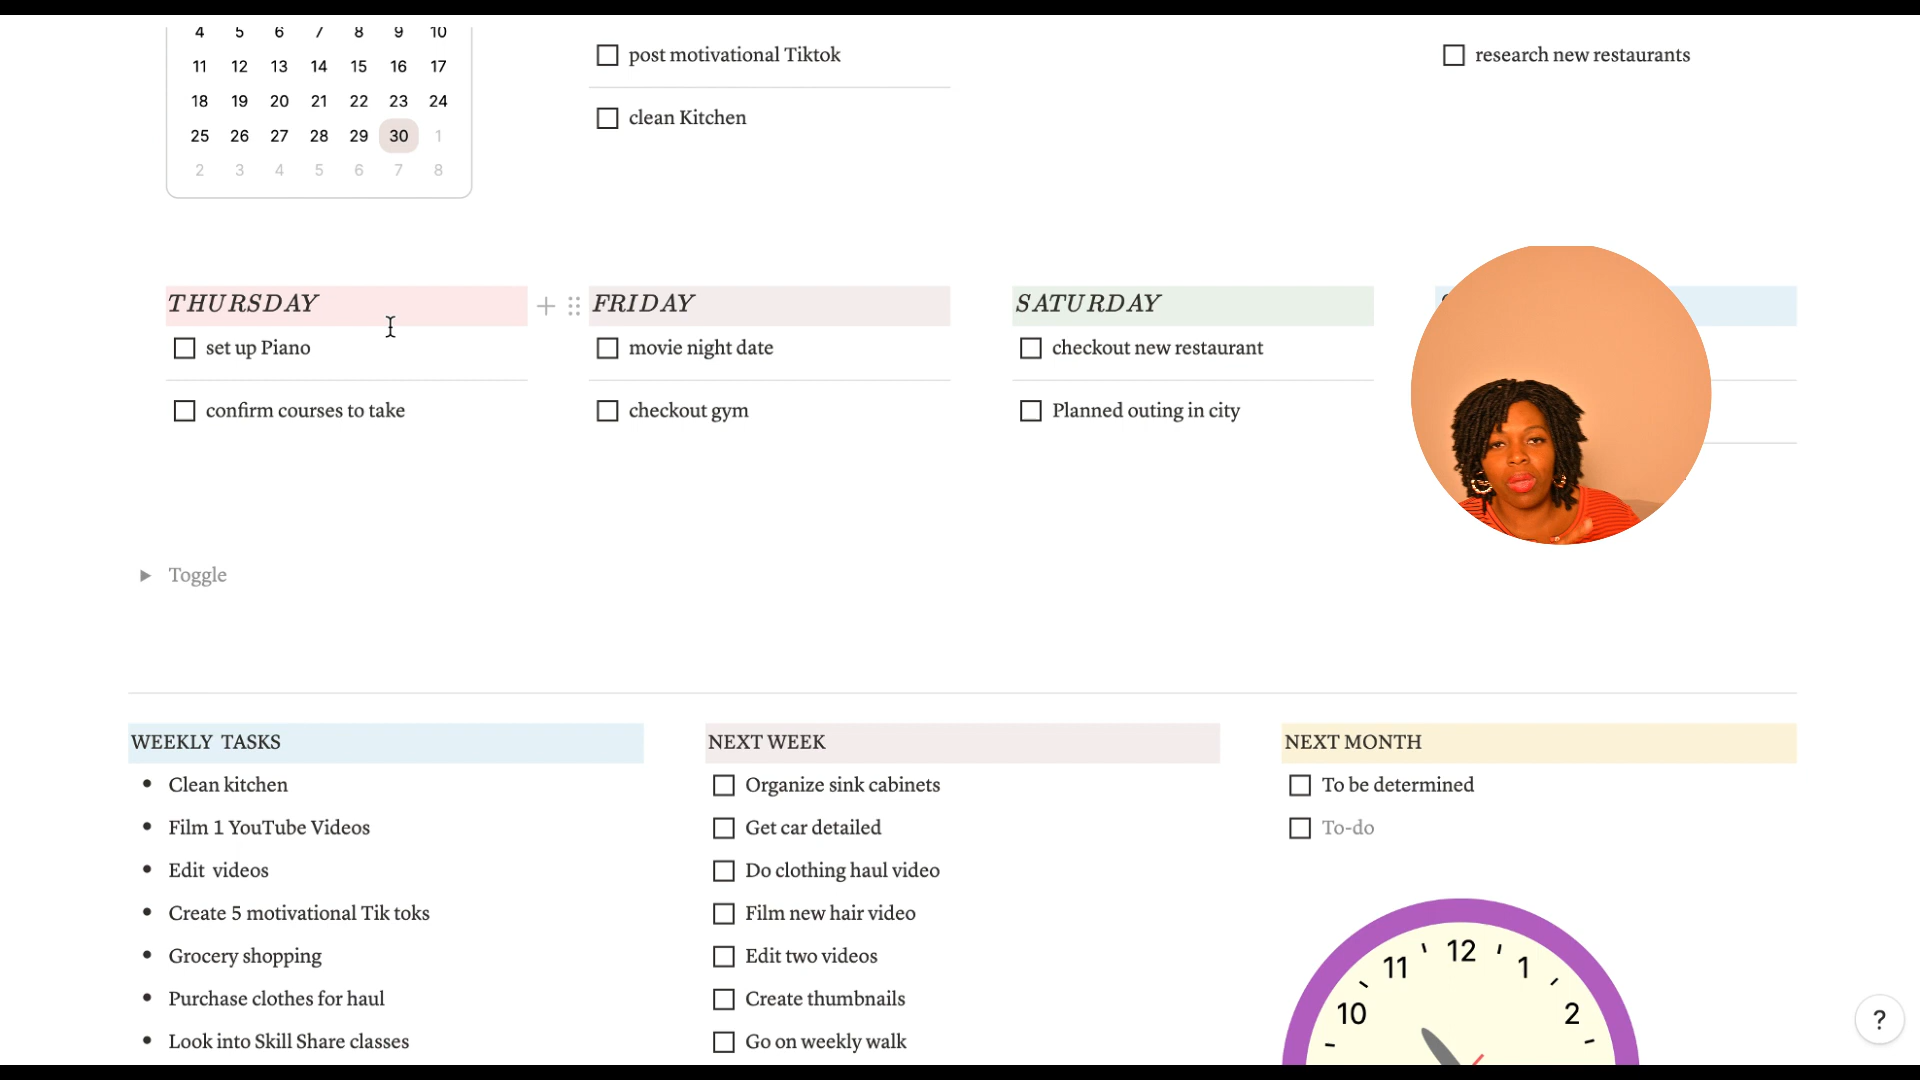 4 5 6 7 8 9 10
11 12 13 14 15 16 17
18 19 20 21 22 23 24
25 26 27 28 29 30 1
2 3 4 5 6 7 8
post motivational Tiktok
clean Kitchen
research new restaurants
THURSDAY
set up Piano
confirm courses to take
FRIDAY
movie night date
checkout gym
SATURDAY
checkout new restaurant
Planned outing in city
Toggle
WEEKLY TASKS
Clean kitchen
Film 1 YouTube Videos
Edit videos
Create 5 motivational Tik toks
Grocery shopping
Purchase clothes for haul
Look into Skill Share classes
NEXT WEEK
Organize sink cabinets
Get car detailed
Do clothing haul video
Film new hair video
Edit two videos
Create thumbnails
Go on weekly walk
NEXT MONTH
To be determined
To-do
12
11 1
10 2
?